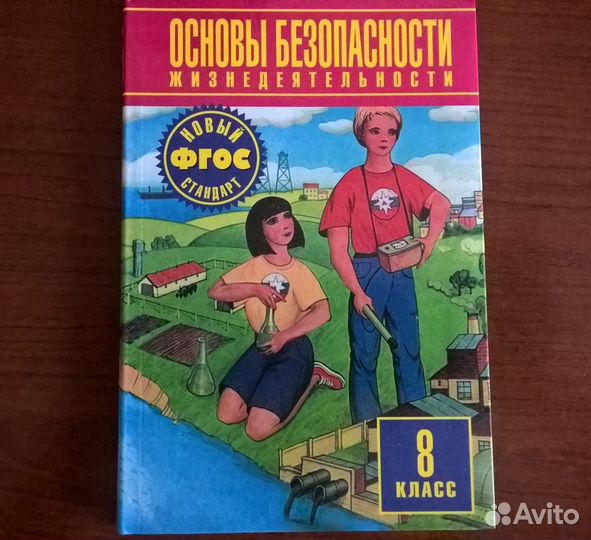 ОСНОВЫ БЕЗОПАСНОСТИ
ЖИЗНЕДЕЯТЕЛЬНОСТИ
НОВЫЙ
ФГОС
СТАНДАРТ
8
КЛАСС
Avito